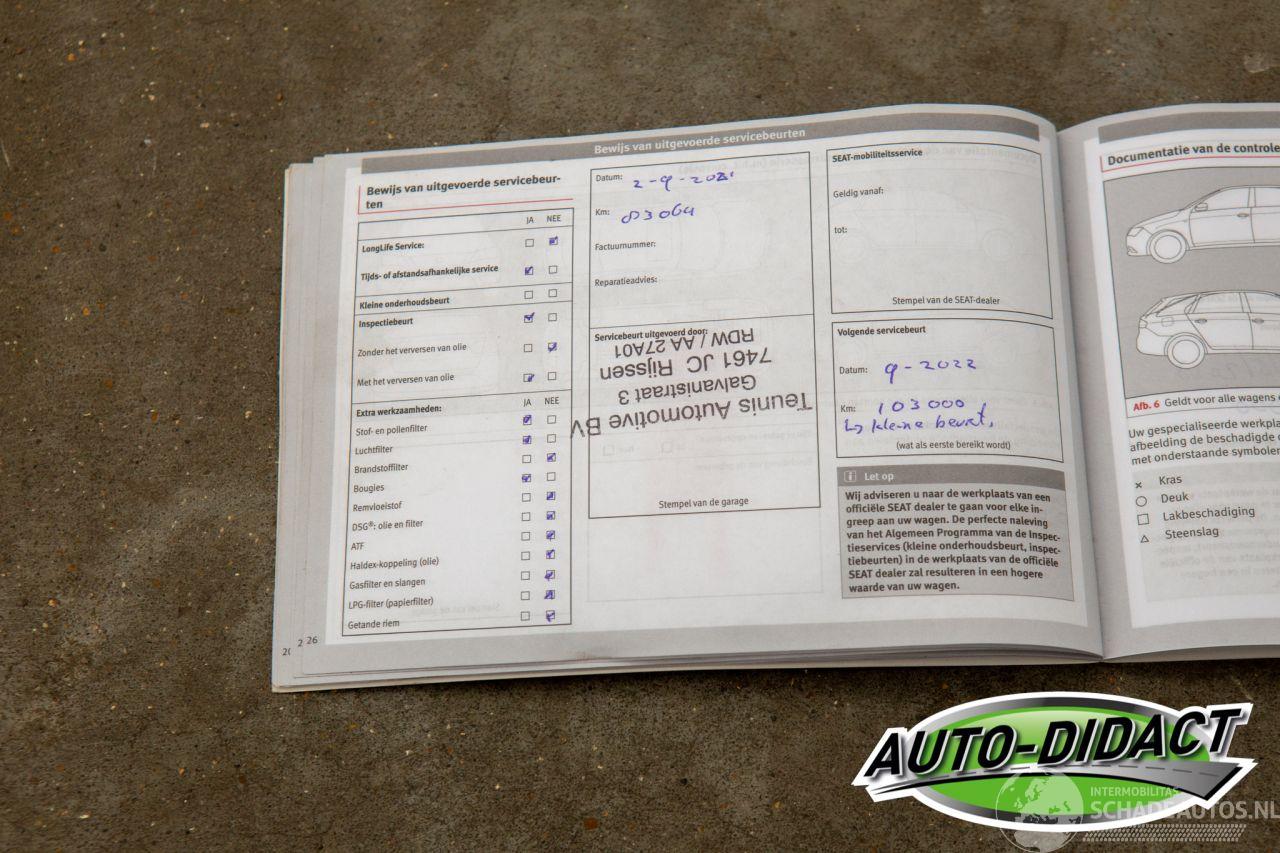 Bewijs van uitgevoerde servicebeurten
Bewijs van uitgevoerde servicebeur-
ten
JA NEE
LongLife Service:
Tijds- of afstandsafhankelijke service
Kleine onderhoudsbeurt
Inspectiebeurt
Zonder het verversen van olie
Met het verversen van olie
Extra werkzaamheden: JA NEE
Stof- en pollenfilter
Luchtfilter
Brandstoffilter
Bougies
Remvloeistof
DSG®: olie en filter
ATF
Haldex-koppeling (olie)
Gasfilter en slangen
LPG-filter (papierfilter)
Getande riem
Datum: 2-9-2021
Km: 83064
Factuurnummer:
Reparatieadvies:
Servicebeurt uitgevoerd door:
Teunis Automotive BV
Galvanistraat 3
7461 JC Rijssen
RDW / AA 27A01
Stempel van de garage
SEAT-mobiliteitsservice
Geldig vanaf:
tot:
Stempel van de SEAT-dealer
Volgende servicebeurt
Datum: 9-2022
Km: 103000
↳ kleine beurt.
(wat als eerste bereikt wordt)
i Let op
Wij adviseren u naar de werkplaats van een
officiële SEAT dealer te gaan voor elke in-
greep aan uw wagen. De perfecte naleving
van het Algemeen Programma van de Inspec-
tieservices (kleine onderhoudsbeurt, inspec-
tiebeurten) in de werkplaats van de officiële
SEAT dealer zal resulteren in een hogere
waarde van uw wagen.
20 2 26
Documentatie van de controle
Afb. 6 Geldt voor alle wagens
Uw gespecialiseerde werkpla
afbeelding de beschadigde
met onderstaande symbolen
× Kras
○ Deuk
□ Lakbeschadiging
△ Steenslag
AUTO-DIDACT
INTERMOBILITAS
SCHADEAUTOS.NL